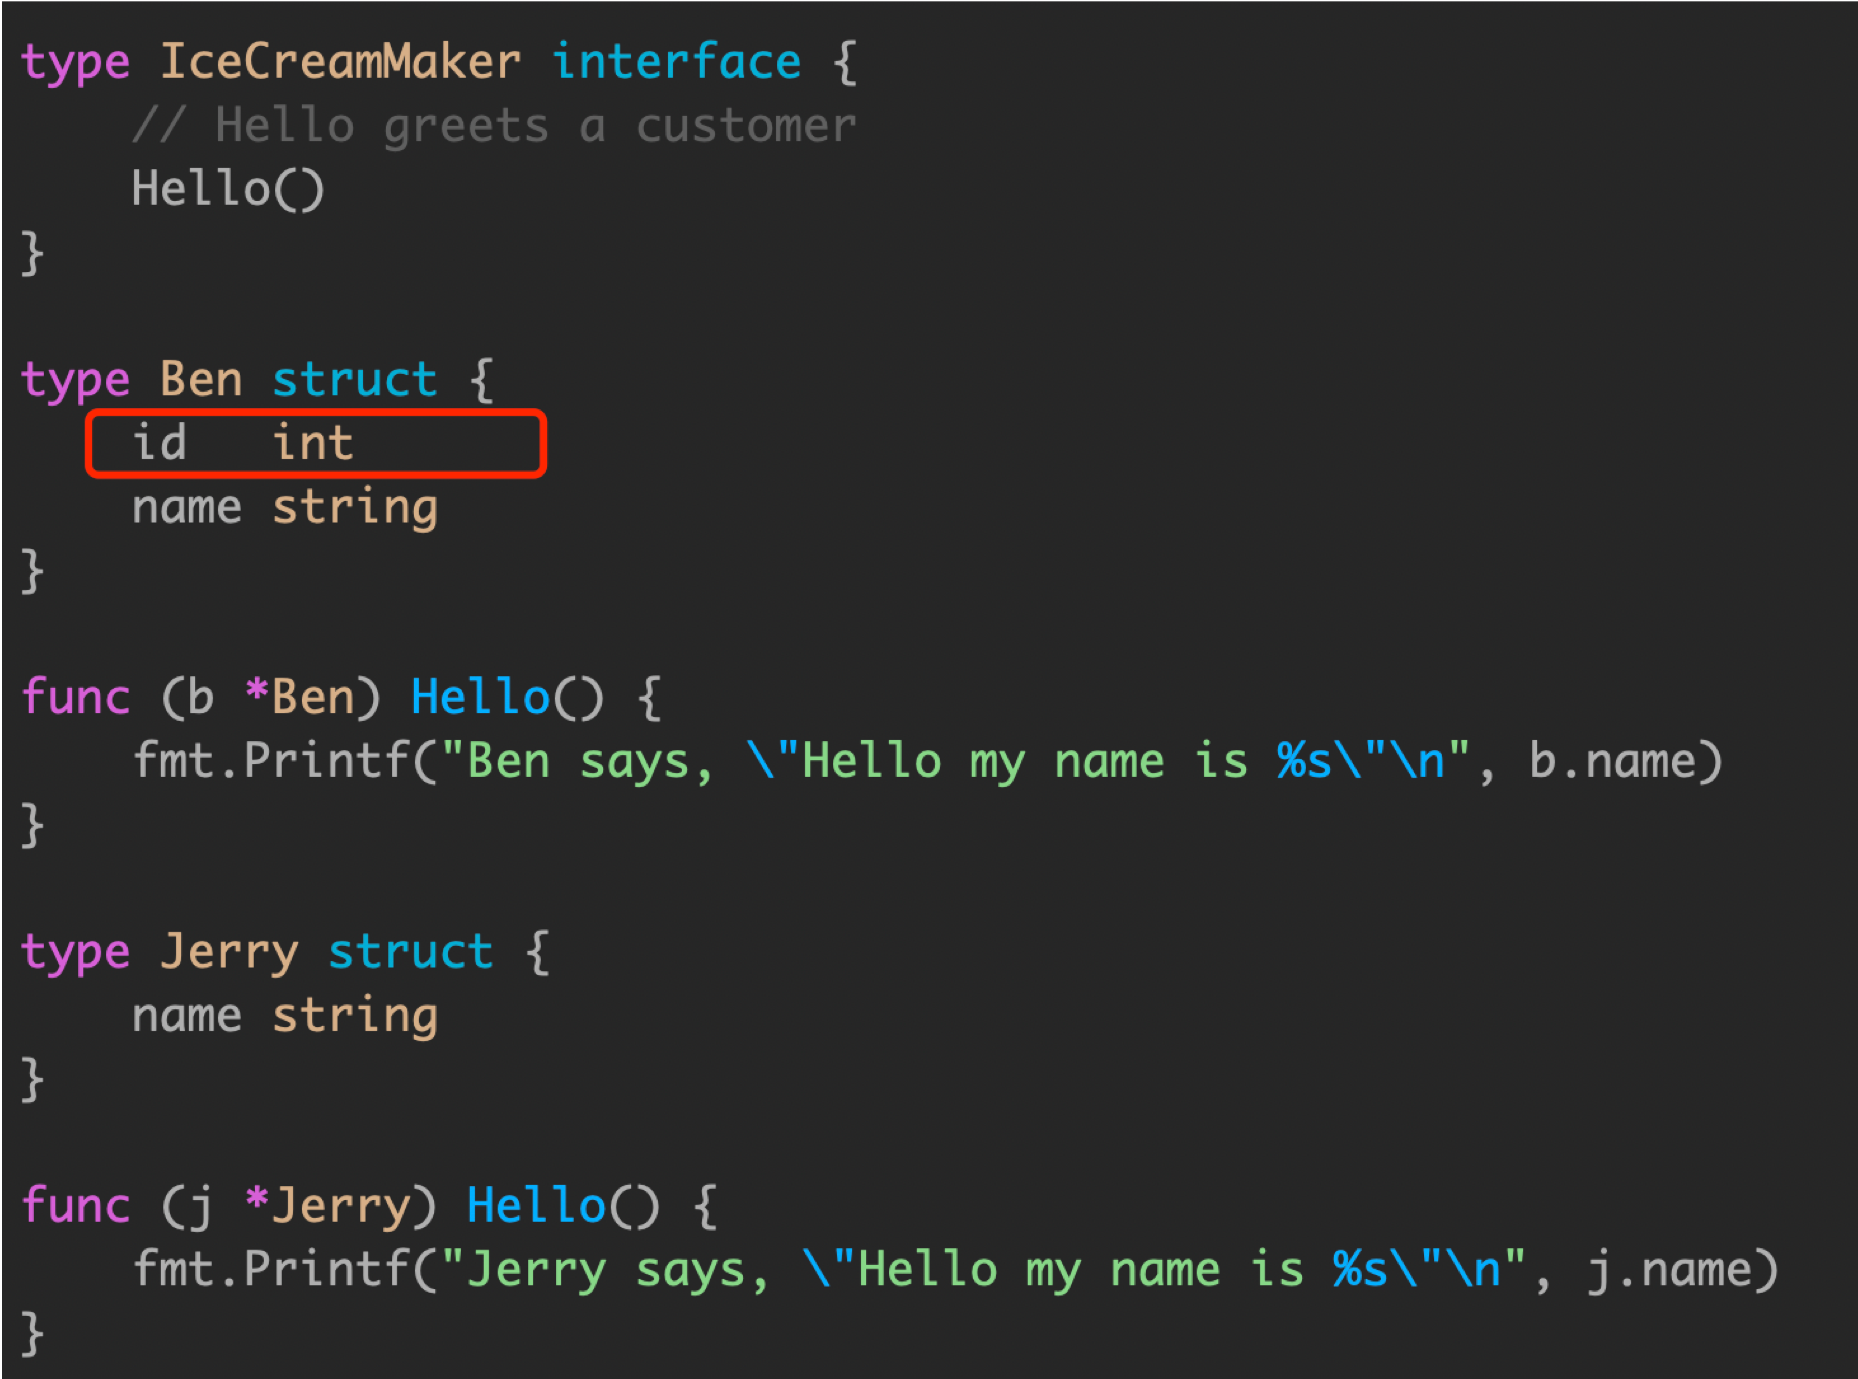 type IceCreamMaker interface {
    // Hello greets a customer
    Hello()
}

type Ben struct {
    id   int
    name string
}

func (b *Ben) Hello() {
    fmt.Printf("Ben says, \"Hello my name is %s\"\n", b.name)
}

type Jerry struct {
    name string
}

func (j *Jerry) Hello() {
    fmt.Printf("Jerry says, \"Hello my name is %s\"\n", j.name)
}